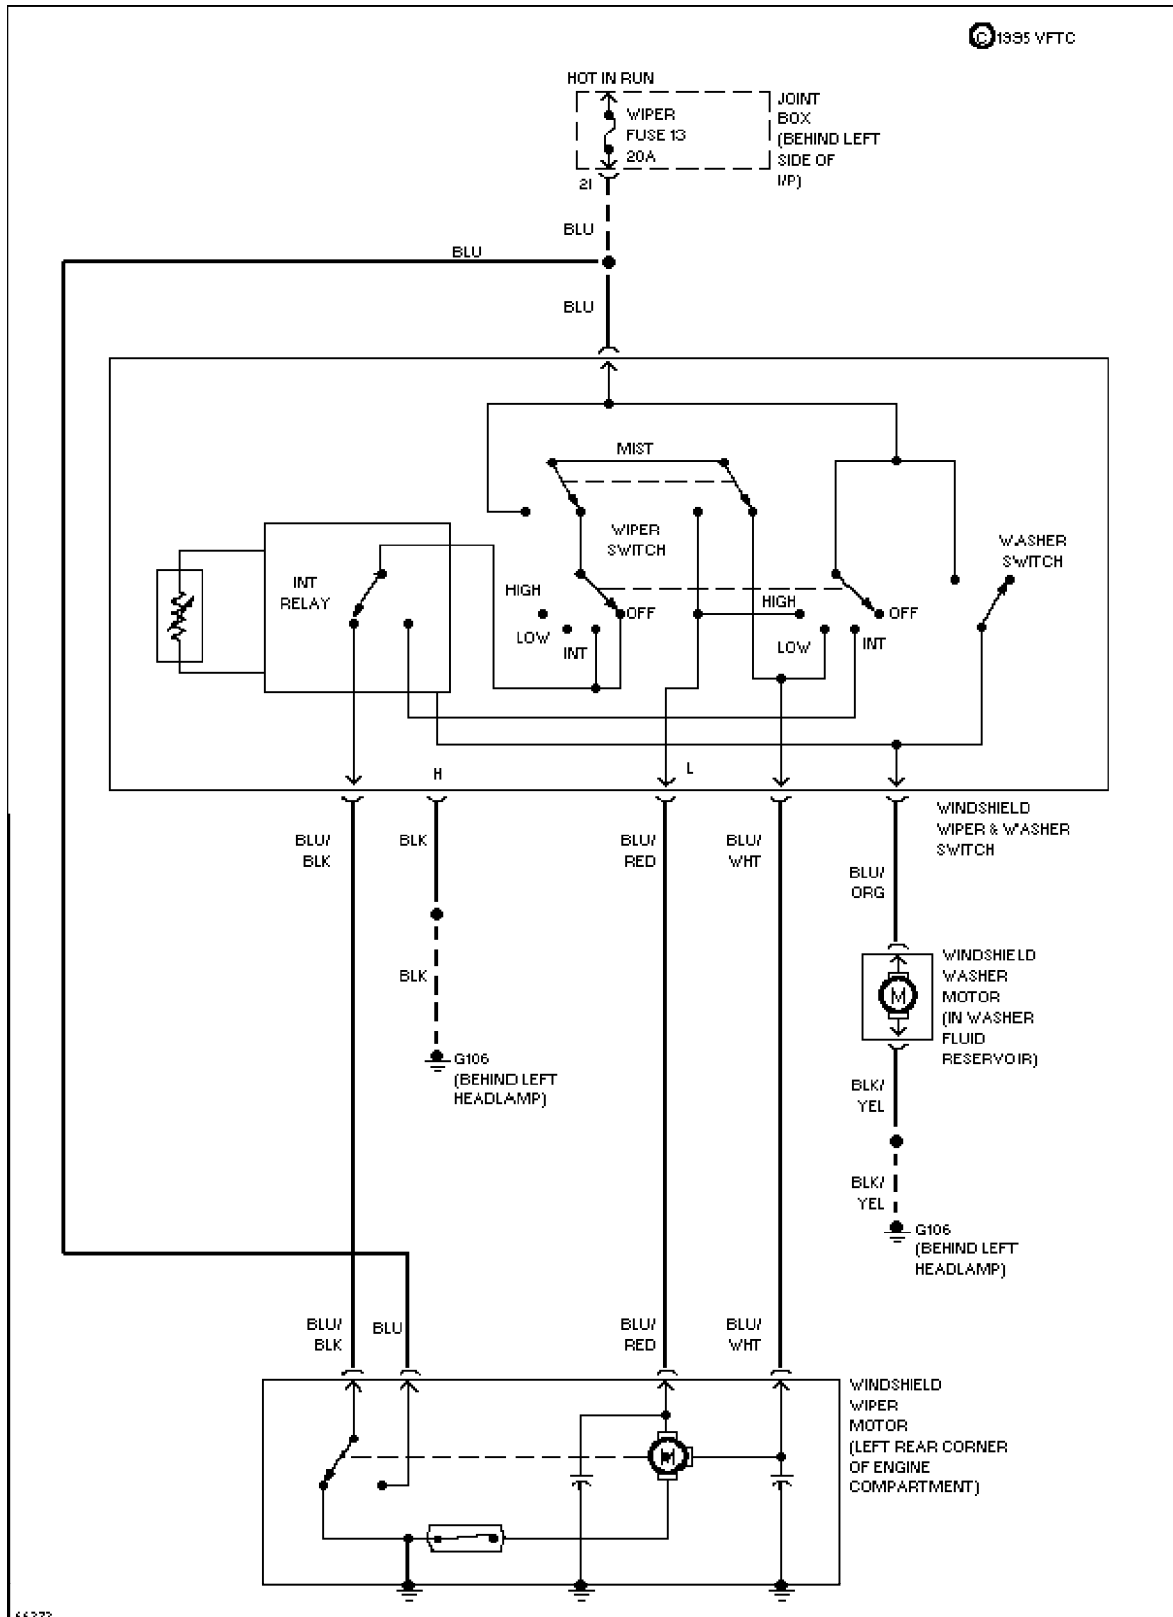 © 1995 VFTC
HOT IN RUN
WIPER
FUSE 13
20A
JOINT
BOX
(BEHIND LEFT
SIDE OF
I/P)
21
BLU
BLU
BLU
MIST
WIPER
SWITCH
WASHER
SWITCH
INT
RELAY
HIGH
OFF
LOW
INT
HIGH
OFF
LOW
INT
H
L
WINDSHIELD
WIPER & WASHER
SWITCH
BLU/
BLK
BLK
BLU/
RED
BLU/
WHT
BLU/
ORG
BLK
WINDSHIELD
WASHER
MOTOR
(IN WASHER
FLUID
RESERVOIR)
M
G106
(BEHIND LEFT
HEADLAMP)
BLK/
YEL
BLK/
YEL
G106
(BEHIND LEFT
HEADLAMP)
BLU/
BLK
BLU
BLU/
RED
BLU/
WHT
M
WINDSHIELD
WIPER
MOTOR
(LEFT REAR CORNER
OF ENGINE
COMPARTMENT)